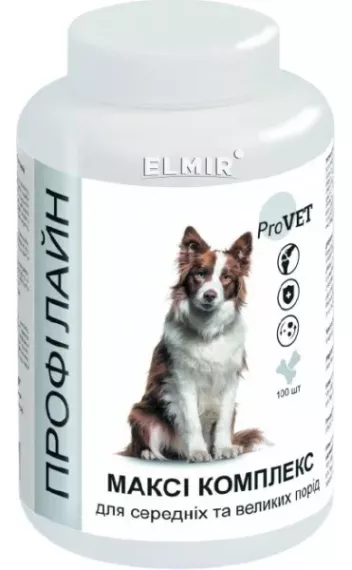 ELMIR®
ПРОФІЛАЙН
ProVET
100 шт
МАКСІ КОМПЛЕКС
для середніх та великих порід